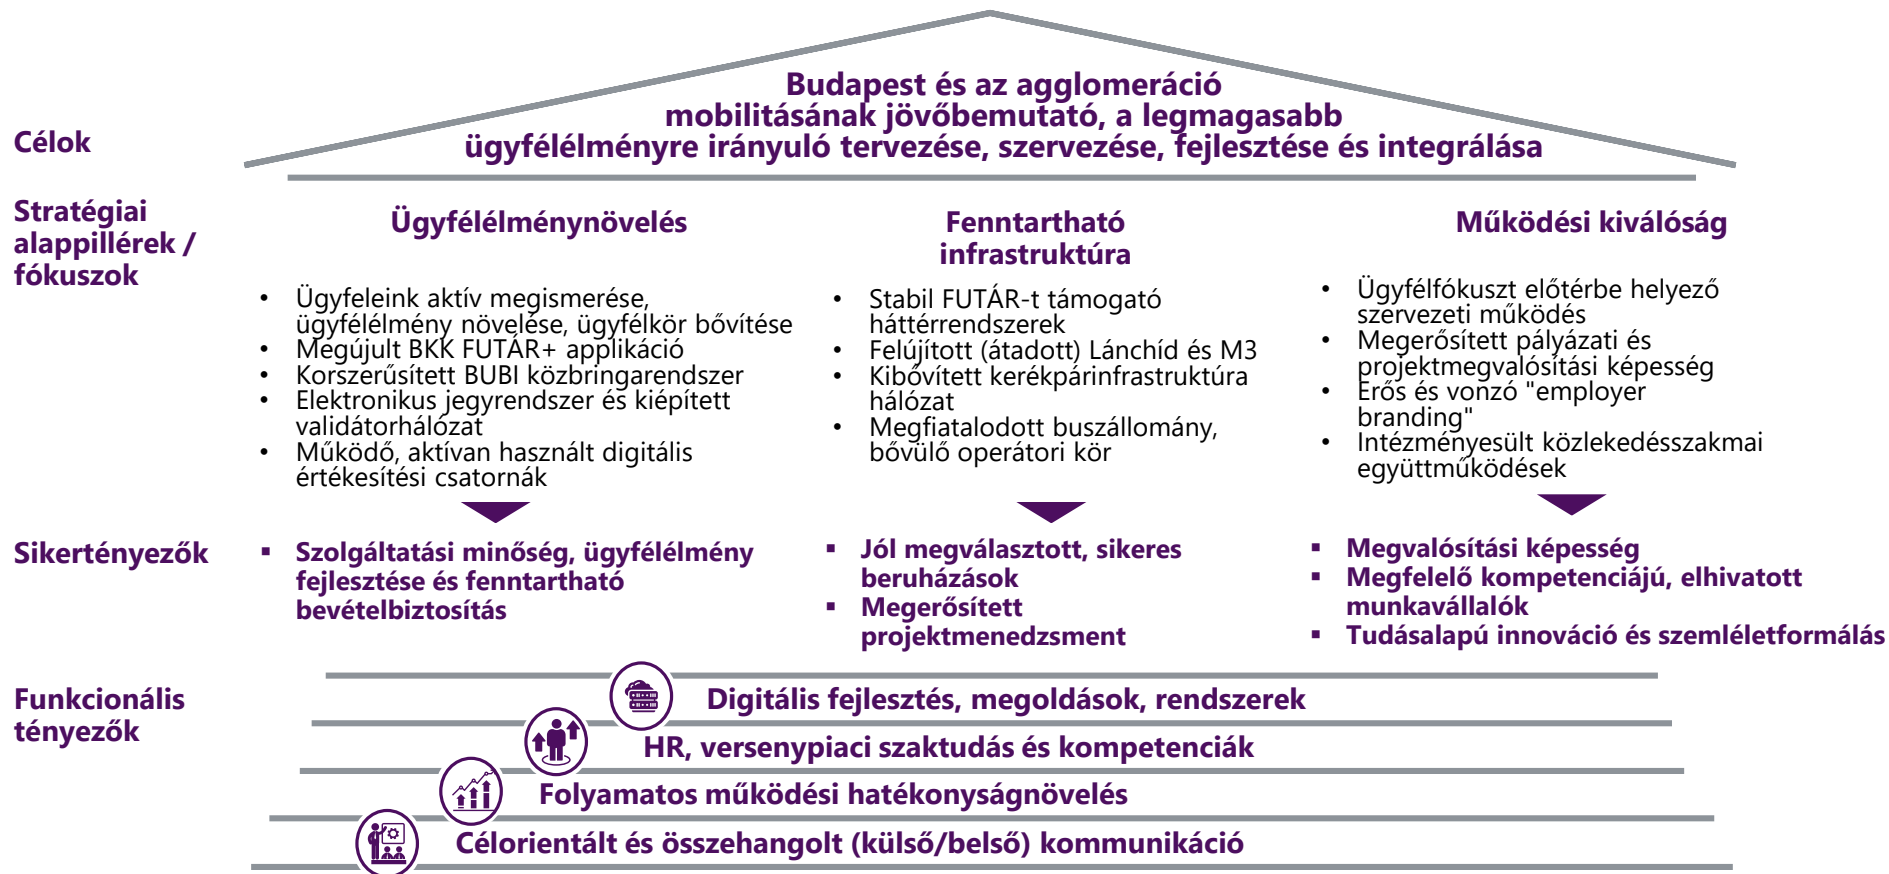 Célok
Budapest és az agglomeráció
mobilitásának jövőbemutató, a legmagasabb
ügyfélélményre irányuló tervezése, szervezése, fejlesztése és integrálása
Stratégiai
alappillérek /
fókuszok
Ügyfélélménynövelés
• Ügyfeleink aktív megismerése,
ügyfélélmény növelése, ügyfélkör bővítése
• Megújult BKK FUTÁR+ applikáció
• Korszerűsített BUBI közbringarendszer
• Elektronikus jegyrendszer és kiépített
validátorhálózat
• Működő, aktívan használt digitális
értékesítési csatornák
Fenntartható
infrastruktúra
• Stabil FUTÁR-t támogató
háttérrendszerek
• Felújított (átadott) Lánchíd és M3
• Kibővített kerékpárinfrastruktúra
hálózat
• Megfiatalodott buszállomány,
bővülő operátori kör
Működési kiválóság
• Ügyfélfókuszt előtérbe helyező
szervezeti működés
• Megerősített pályázati és
projektmegvalósítási képesség
• Erős és vonzó "employer
branding"
• Intézményesült közlekedésszakmai
együttműködések
Sikertényezők
▪ Szolgáltatási minőség, ügyfélélmény
fejlesztése és fenntartható
bevételbiztosítás
▪ Jól megválasztott, sikeres
beruházások
▪ Megerősített
projektmenedzsment
▪ Megvalósítási képesség
▪ Megfelelő kompetenciájú, elhivatott
munkavállalók
▪ Tudásalapú innováció és szemléletformálás
Funkcionális
tényezők
Digitális fejlesztés, megoldások, rendszerek
HR, versenypiaci szaktudás és kompetenciák
Folyamatos működési hatékonyságnövelés
Célorientált és összehangolt (külső/belső) kommunikáció